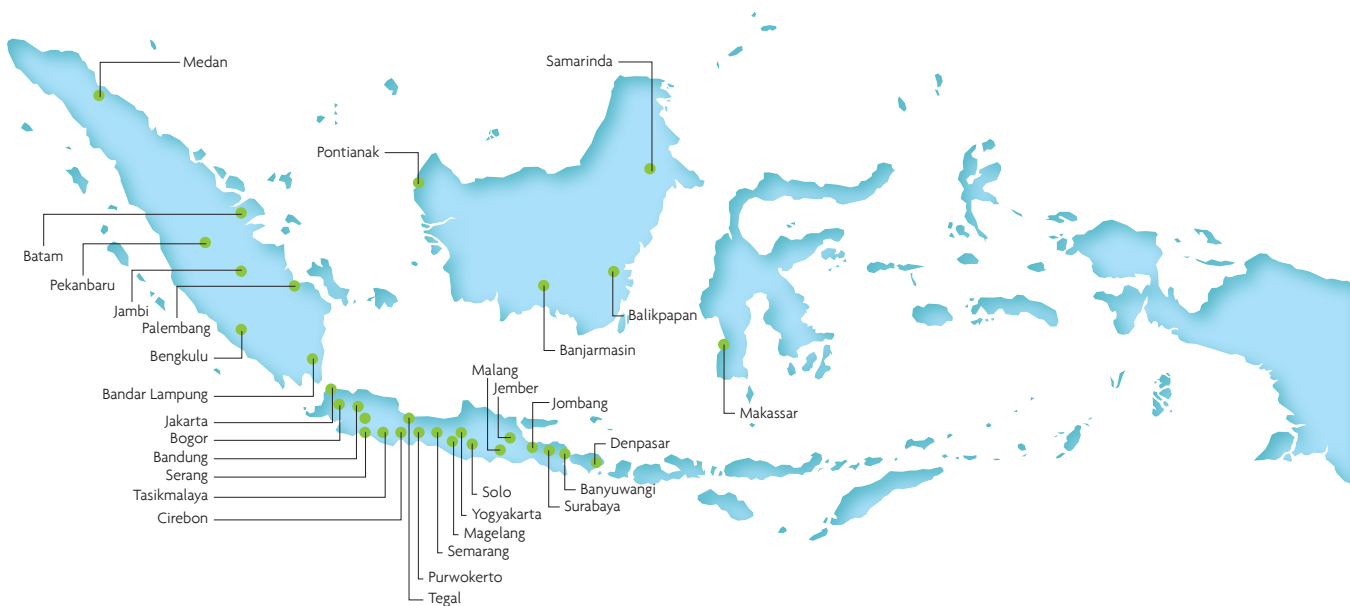 Medan
Samarinda
Pontianak
Batam
Pekanbaru
Jambi
Palembang
Bengkulu
Balikpapan
Banjarmasin
Malang
Jember
Bandar Lampung
Jombang
Makassar
Jakarta
Bogor
Denpasar
Bandung
Serang
Banyuwangi
Tasikmalaya
Solo
Surabaya
Cirebon
Yogyakarta
Magelang
Semarang
Purwokerto
Tegal